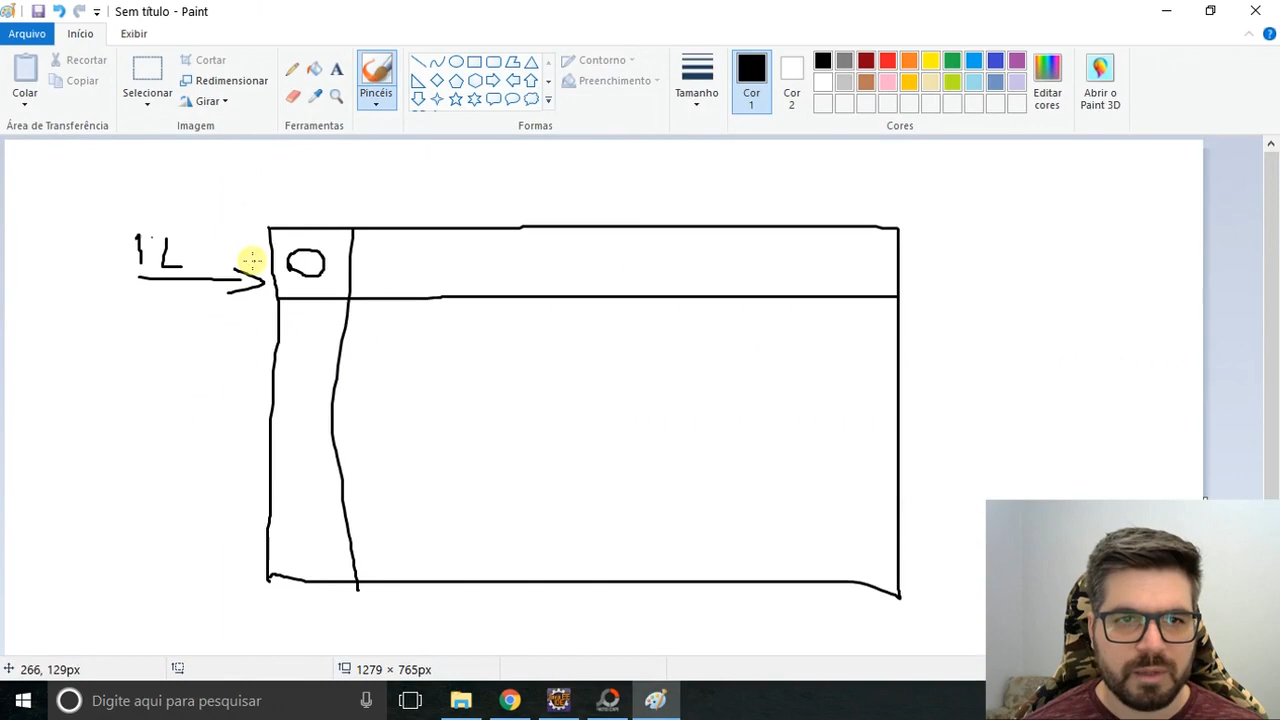 Sem título - Paint
Arquivo Início Exibir
Colar
Recortar
Copiar
Área de Transferência
Selecionar
Cortar
Redimensionar
Girar
Imagem
A
Ferramentas
Pincéis
Contorno
Preenchimento
Formas
Tamanho
Cor
1
Cor
2
Editar
cores
Cores
Abrir o
Paint 3D
1L
266, 129px
1279 × 765px
Digite aqui para pesquisar